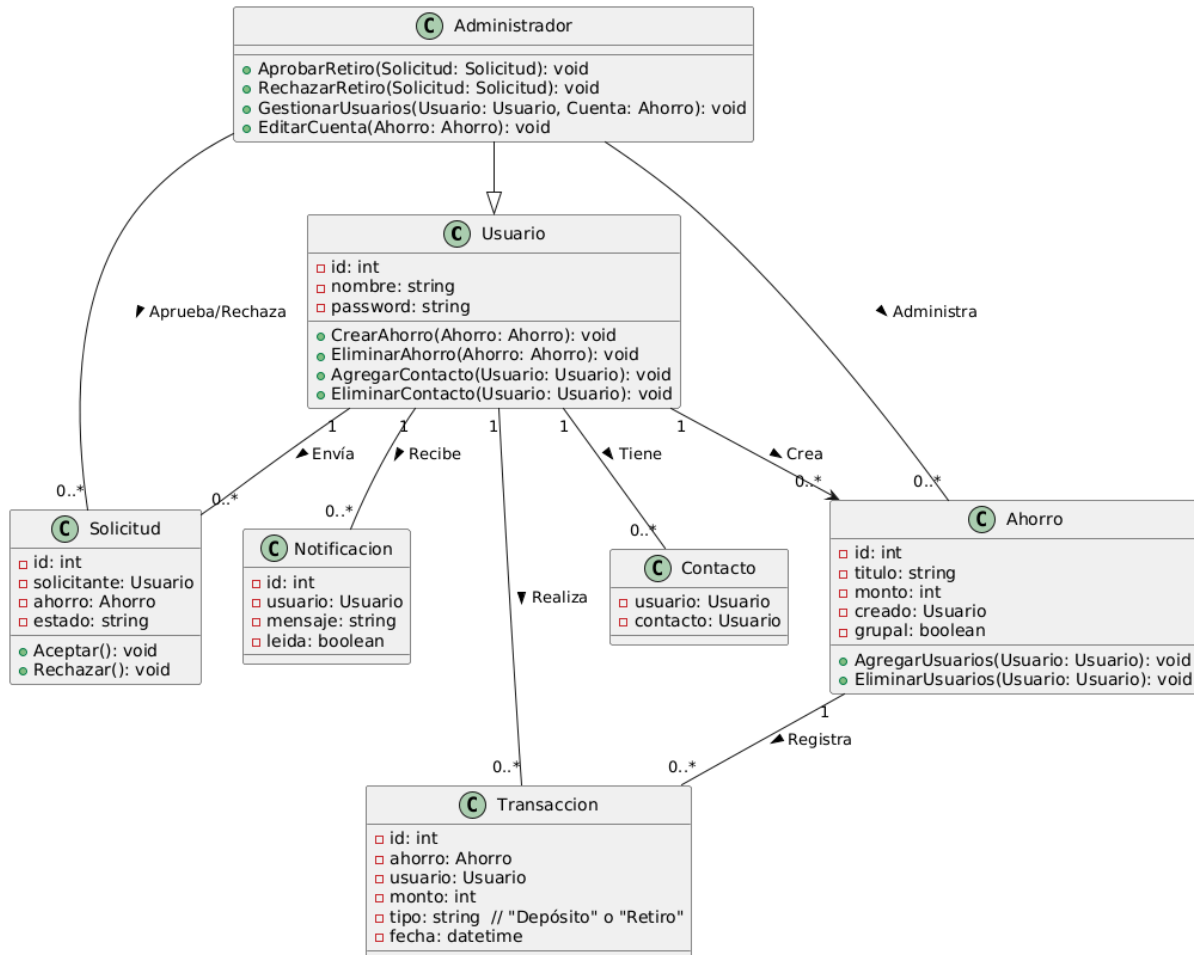 C Administrador
AprobarRetiro(Solicitud: Solicitud): void
RechazarRetiro(Solicitud: Solicitud): void
GestionarUsuarios(Usuario: Usuario, Cuenta: Ahorro): void
EditarCuenta(Ahorro: Ahorro): void
C Usuario
id: int
nombre: string
password: string
CrearAhorro(Ahorro: Ahorro): void
EliminarAhorro(Ahorro: Ahorro): void
AgregarContacto(Usuario: Usuario): void
EliminarContacto(Usuario: Usuario): void
Aprueba/Rechaza
Administra
1
1
1
1
1
Envía
Recibe
Tiene
Crea
0..*
0..*
0..*
0..*
0..*
0..*
C Solicitud
id: int
solicitante: Usuario
ahorro: Ahorro
estado: string
Aceptar(): void
Rechazar(): void
C Notificacion
id: int
usuario: Usuario
mensaje: string
leida: boolean
Realiza
C Contacto
usuario: Usuario
contacto: Usuario
C Ahorro
id: int
titulo: string
monto: int
creado: Usuario
grupal: boolean
AgregarUsuarios(Usuario: Usuario): void
EliminarUsuarios(Usuario: Usuario): void
1
Registra
0..*
0..*
C Transaccion
id: int
ahorro: Ahorro
usuario: Usuario
monto: int
tipo: string // "Depósito" o "Retiro"
fecha: datetime